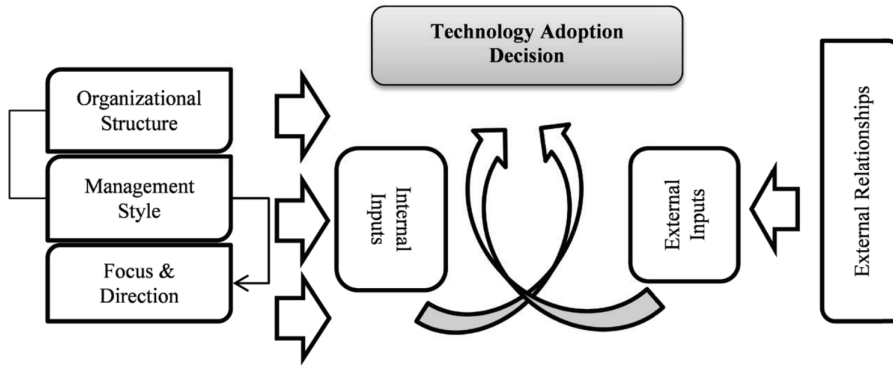 Technology Adoption
Decision
Organizational
Structure
Management
Style
Focus &
Direction
Internal
Inputs
External
Inputs
External Relationships